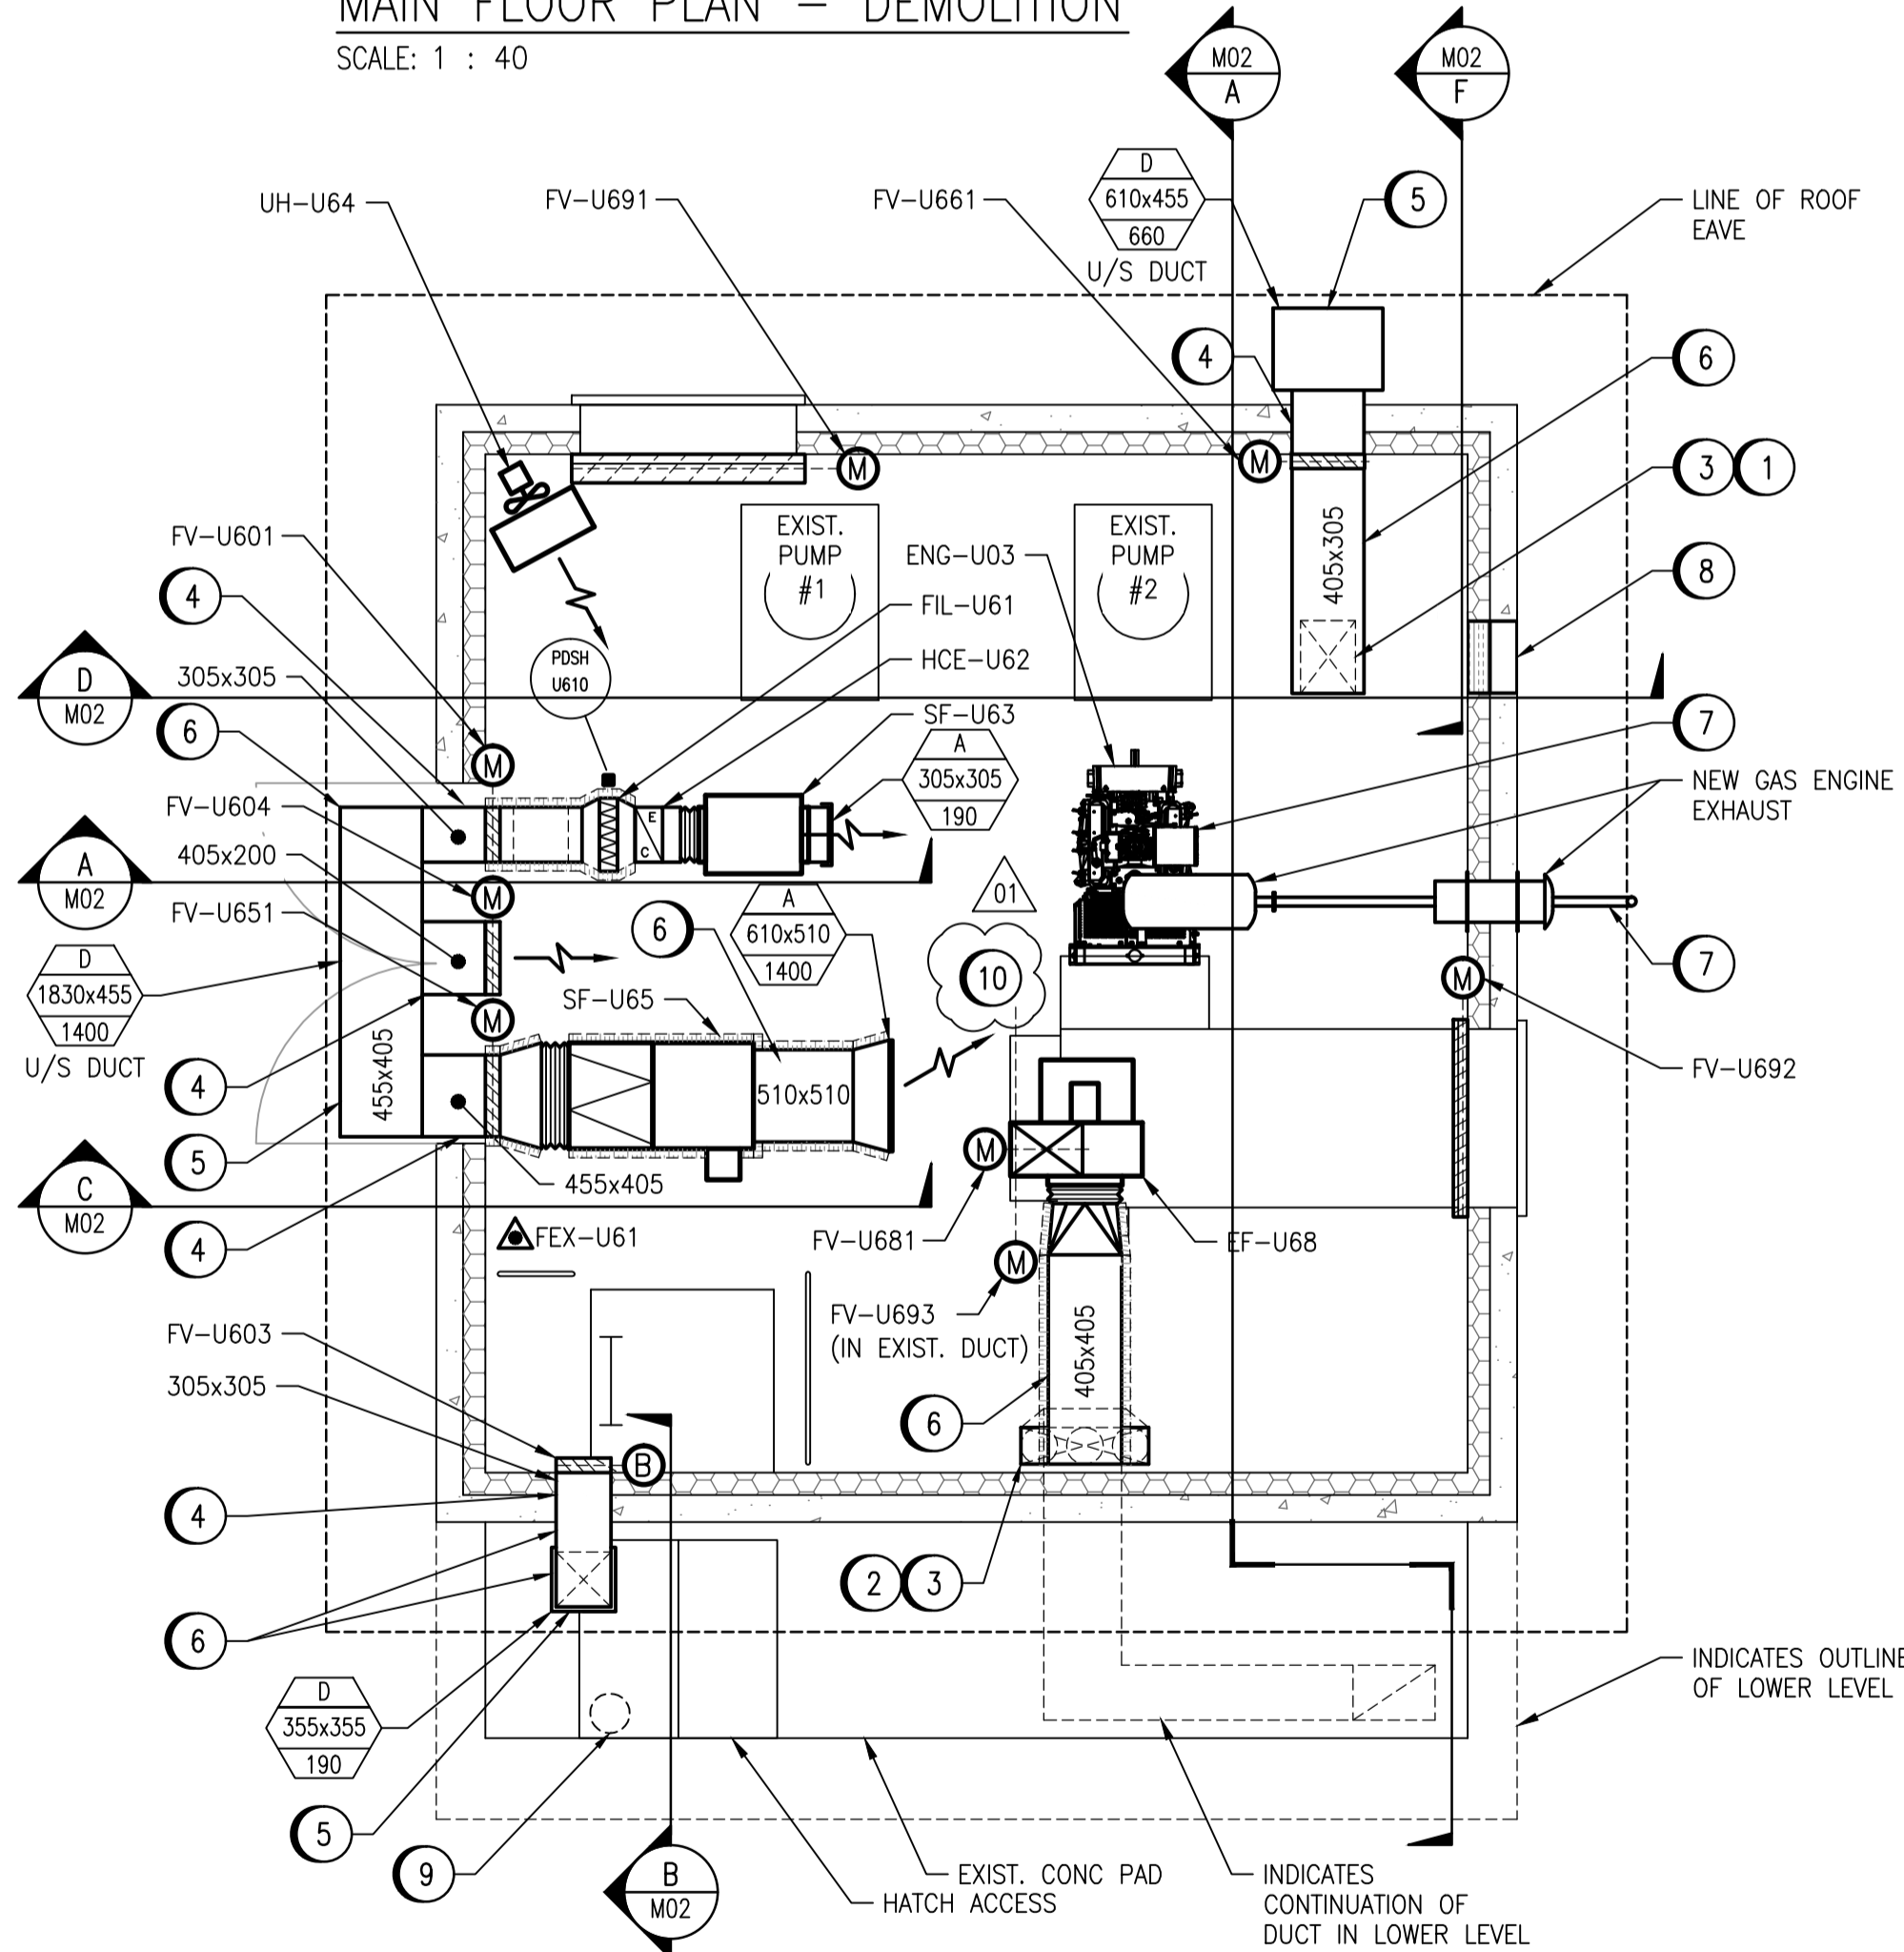 MAIN FLOOR PLAN – DEMOLITION
SCALE: 1 : 40
M02
A
M02
F
D
610x455
660
U/S DUCT
5
UH-U64
FV-U691
FV-U661
LINE OF ROOF
EAVE
4
6
M
M
3
1
EXIST.
PUMP
#1
EXIST.
PUMP
#2
405x305
FV-U601
ENG-U03
4
FIL-U61
8
PDSH
U610
HCE-U62
D
M02
305x305
6
SF-U63
7
A
305x305
190
M
NEW GAS ENGINE
EXHAUST
FV-U604
E
C
405x200
A
M02
M
01
FV-U651
6
A
610x510
1400
7
D
1830x455
1400
U/S DUCT
10
M
SF-U65
M
455x405
4
510x510
FV-U692
5
M
455x405
C
M02
4
FEX-U61
FV-U681
EF-U68
M
FV-U693
(IN EXIST. DUCT)
405x405
FV-U603
305x305
6
B
4
2
3
6
INDICATES OUTLINE
OF LOWER LEVEL
D
355x355
190
5
9
B
M02
EXIST. CONC PAD
HATCH ACCESS
INDICATES
CONTINUATION OF
DUCT IN LOWER LEVEL